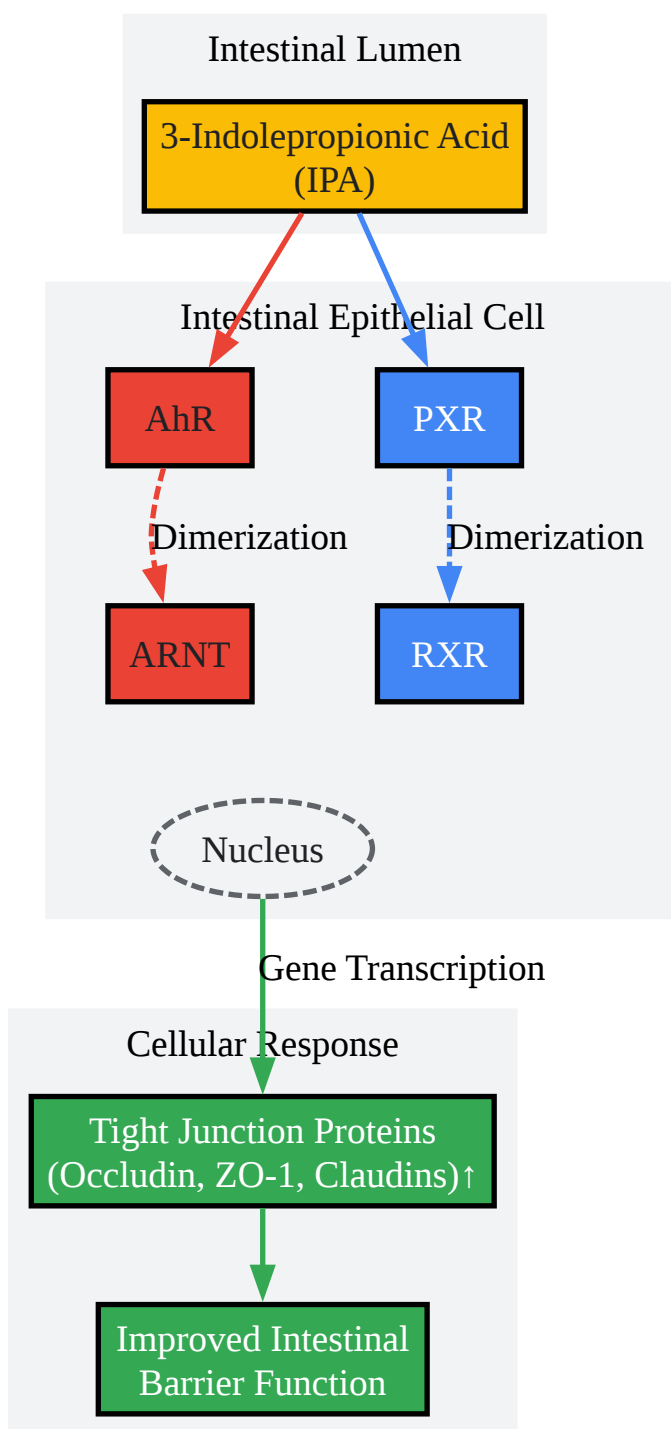 Intestinal Lumen
3-Indolepropionic Acid
(IPA)
Intestinal Epithelial Cell
AhR
PXR
Dimerization
Dimerization
ARNT
RXR
Nucleus
Gene Transcription
Cellular Response
Tight Junction Proteins
(Occludin, ZO-1, Claudins)↑
Improved Intestinal
Barrier Function